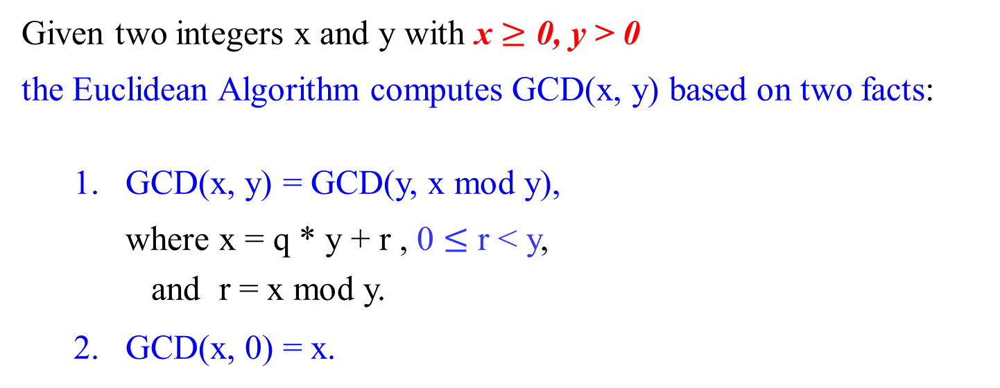 Given two integers x and y with x ≥ 0, y > 0
the Euclidean Algorithm computes GCD(x, y) based on two facts:
1. GCD(x, y) = GCD(y, x mod y),
where x = q * y + r , 0 ≤ r < y,
and r = x mod y.
2. GCD(x, 0) = x.